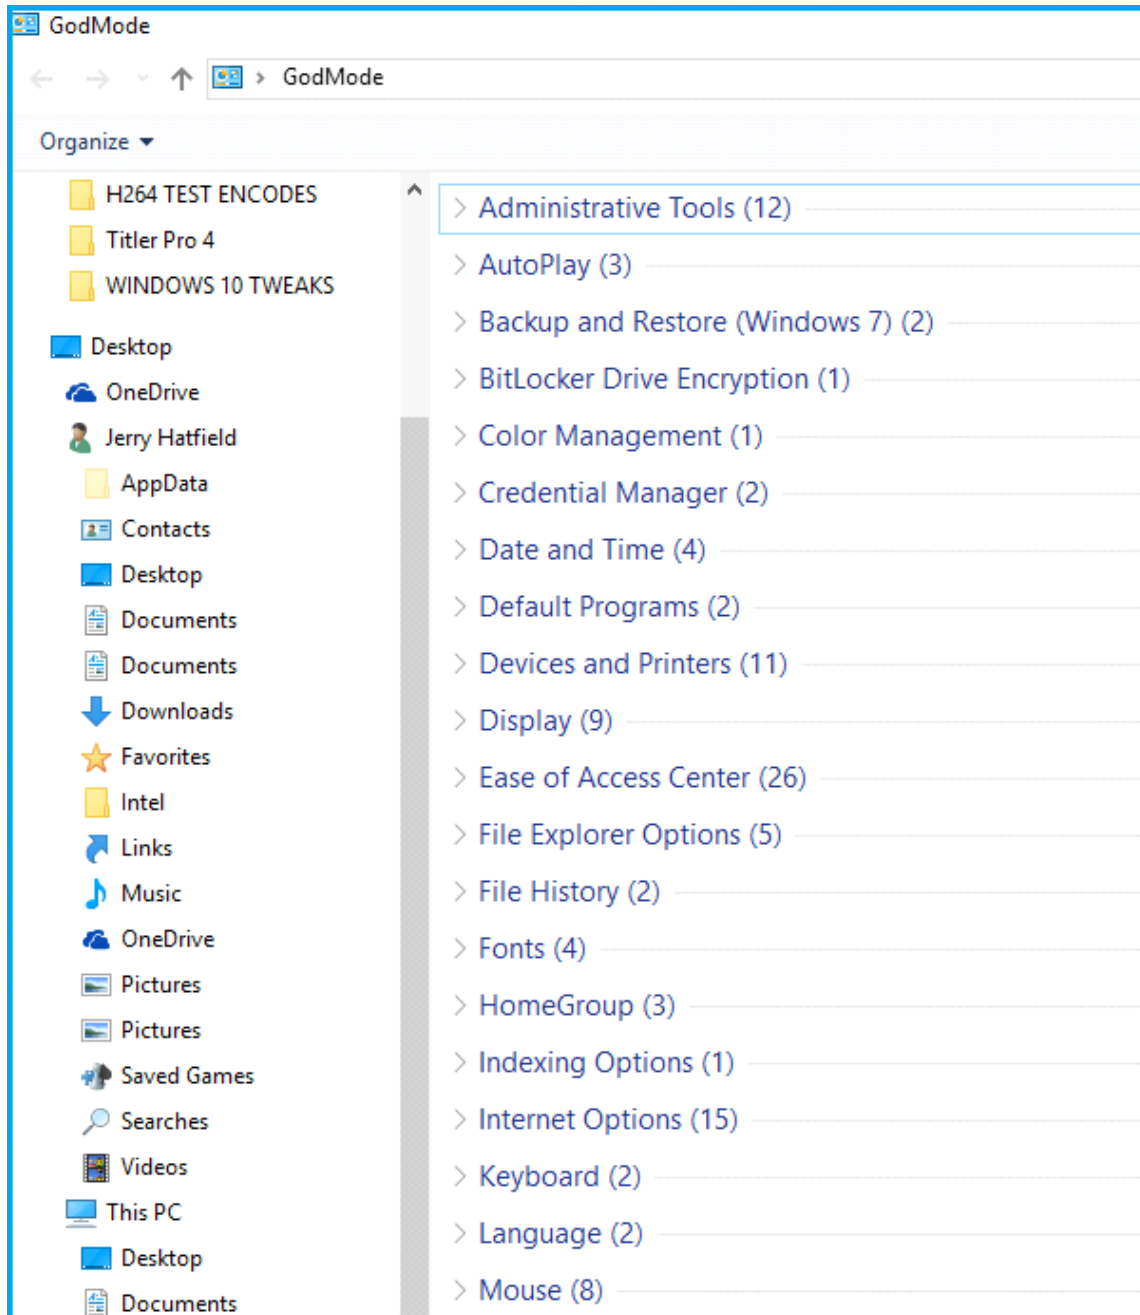 GodMode
GodMode
Organize
H264 TEST ENCODES
Titler Pro 4
WINDOWS 10 TWEAKS
Desktop
OneDrive
Jerry Hatfield
AppData
Contacts
Desktop
Documents
Documents
Downloads
Favorites
Intel
Links
Music
OneDrive
Pictures
Pictures
Saved Games
Searches
Videos
This PC
Desktop
Documents
Administrative Tools (12)
AutoPlay (3)
Backup and Restore (Windows 7) (2)
BitLocker Drive Encryption (1)
Color Management (1)
Credential Manager (2)
Date and Time (4)
Default Programs (2)
Devices and Printers (11)
Display (9)
Ease of Access Center (26)
File Explorer Options (5)
File History (2)
Fonts (4)
HomeGroup (3)
Indexing Options (1)
Internet Options (15)
Keyboard (2)
Language (2)
Mouse (8)